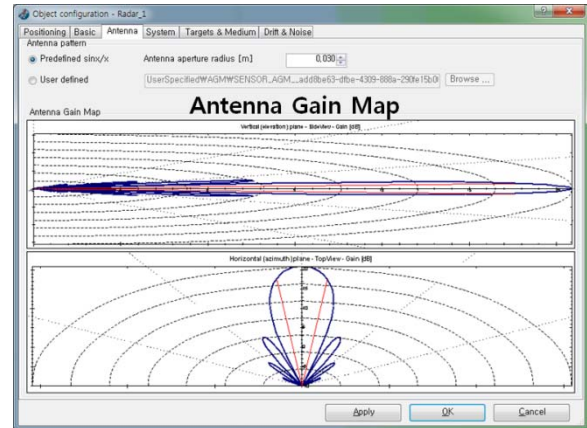 Object configuration - Radar_1
Positioning Basic Antenna System Targets & Medium Drift & Noise
Antenna pattern
Predefined sinx/x Antenna aperture radius [m] 0,030
User defined Browse ...
Antenna Gain Map Antenna Gain Map
Vertical (elevation) plane - SideView - Gain [dB]
Horizontal (azimuth) plane - TopView - Gain [dB]
Apply OK Cancel